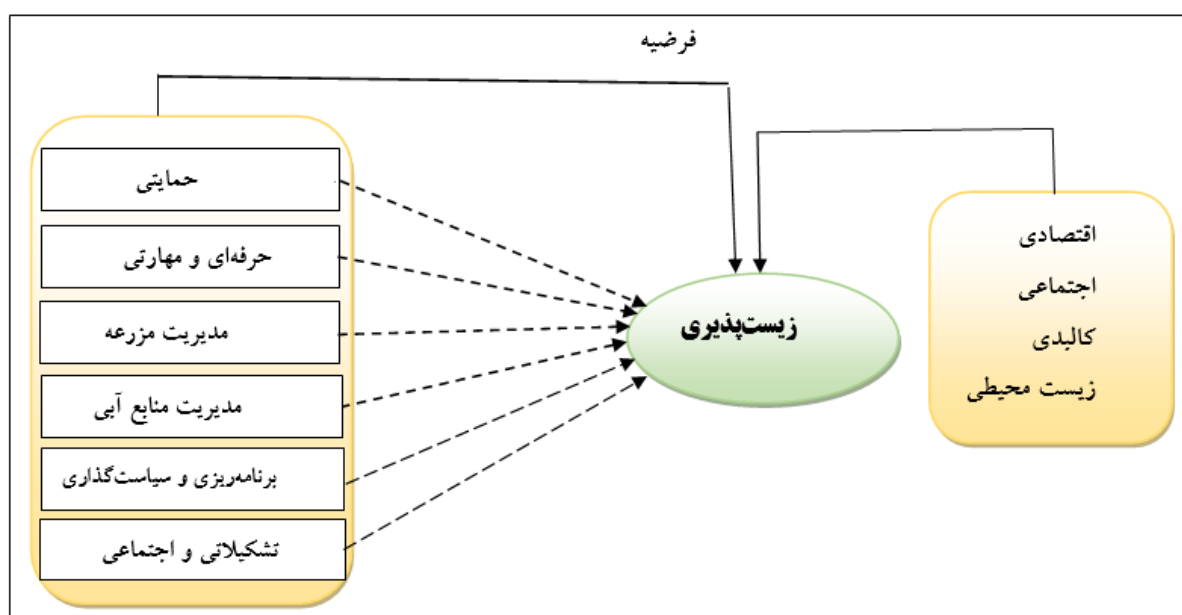 فرضیه
حمایتی
حرفه‌ای و مهارتی
مدیریت مزرعه
مدیریت منابع آبی
برنامه‌ریزی و سیاست‌گذاری
تشکیلاتی و اجتماعی
زیست‌پذیری
اقتصادی
اجتماعی
کالبدی
زیست محیطی